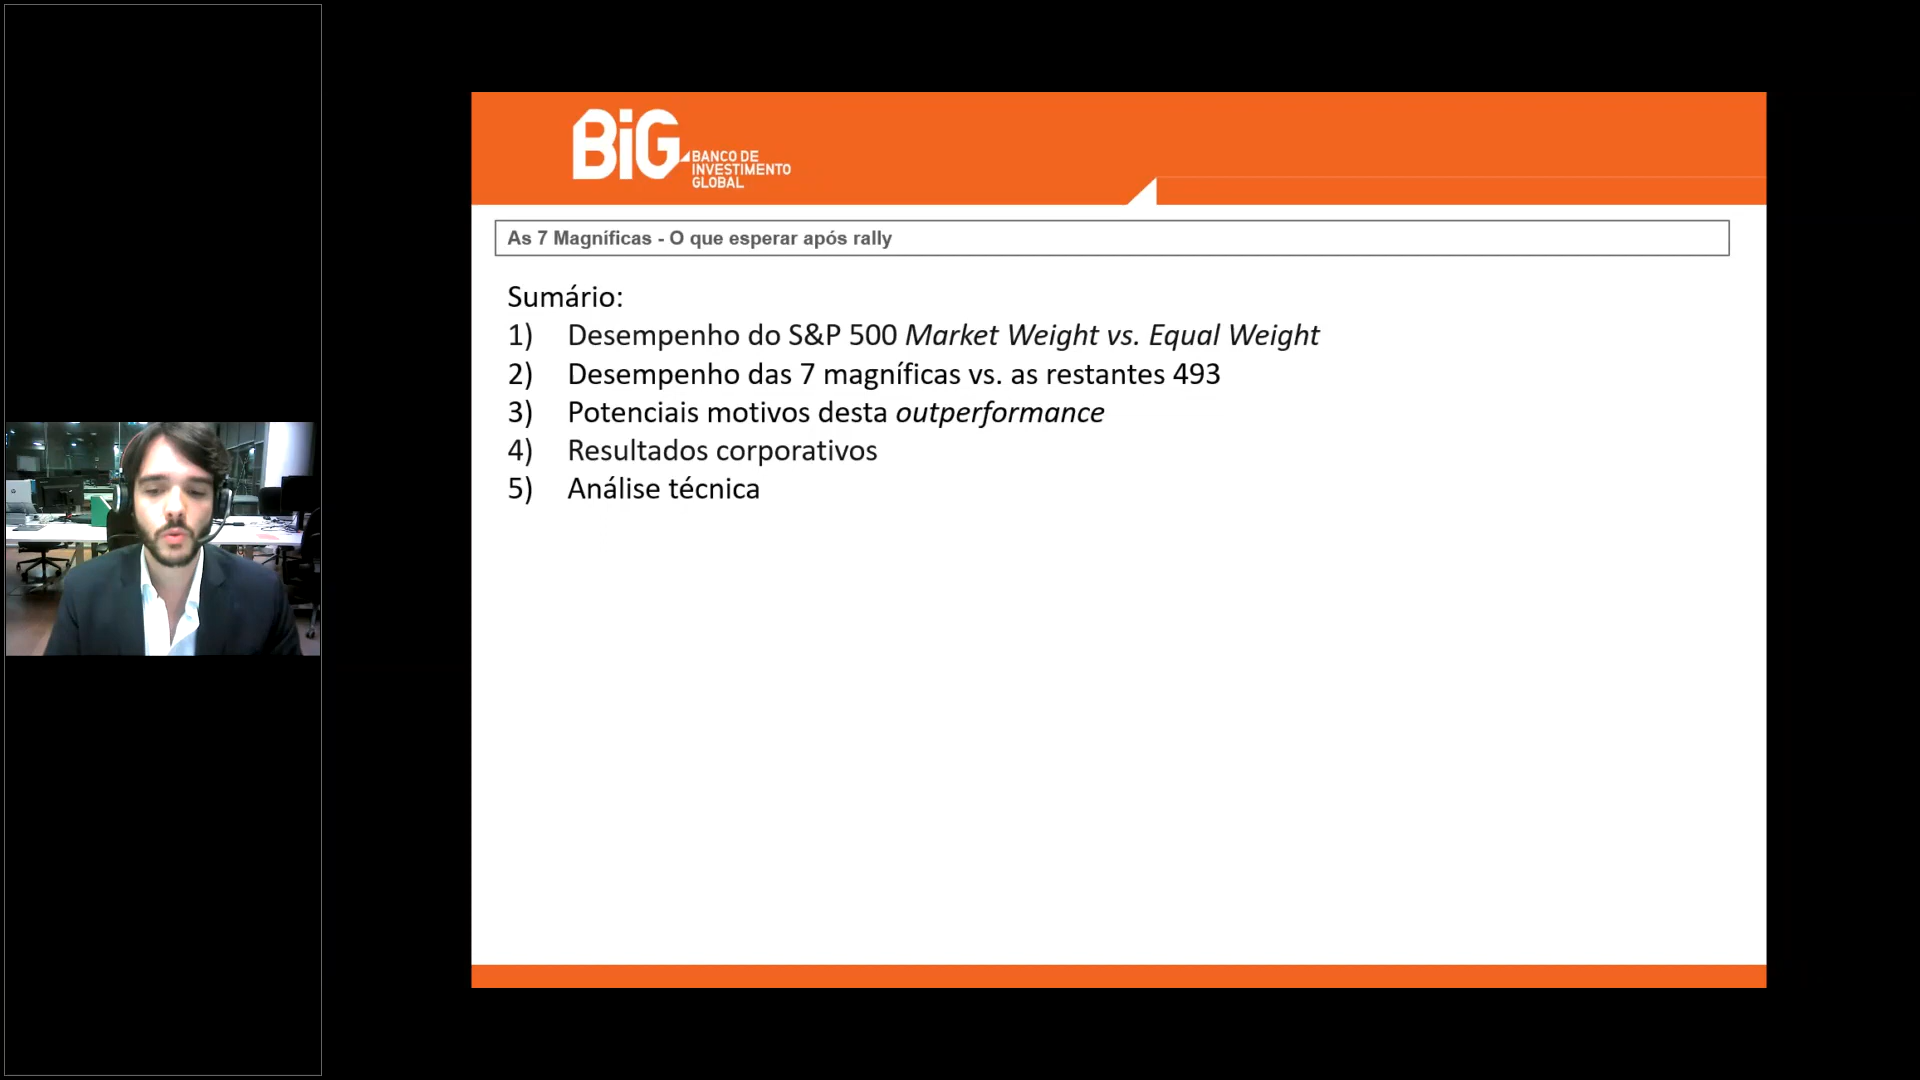 BiG
BANCO DE
INVESTIMENTO
GLOBAL
As 7 Magníficas - O que esperar após rally
Sumário:
1) Desempenho do S&P 500 Market Weight vs. Equal Weight
2) Desempenho das 7 magníficas vs. as restantes 493
3) Potenciais motivos desta outperformance
4) Resultados corporativos
5) Análise técnica